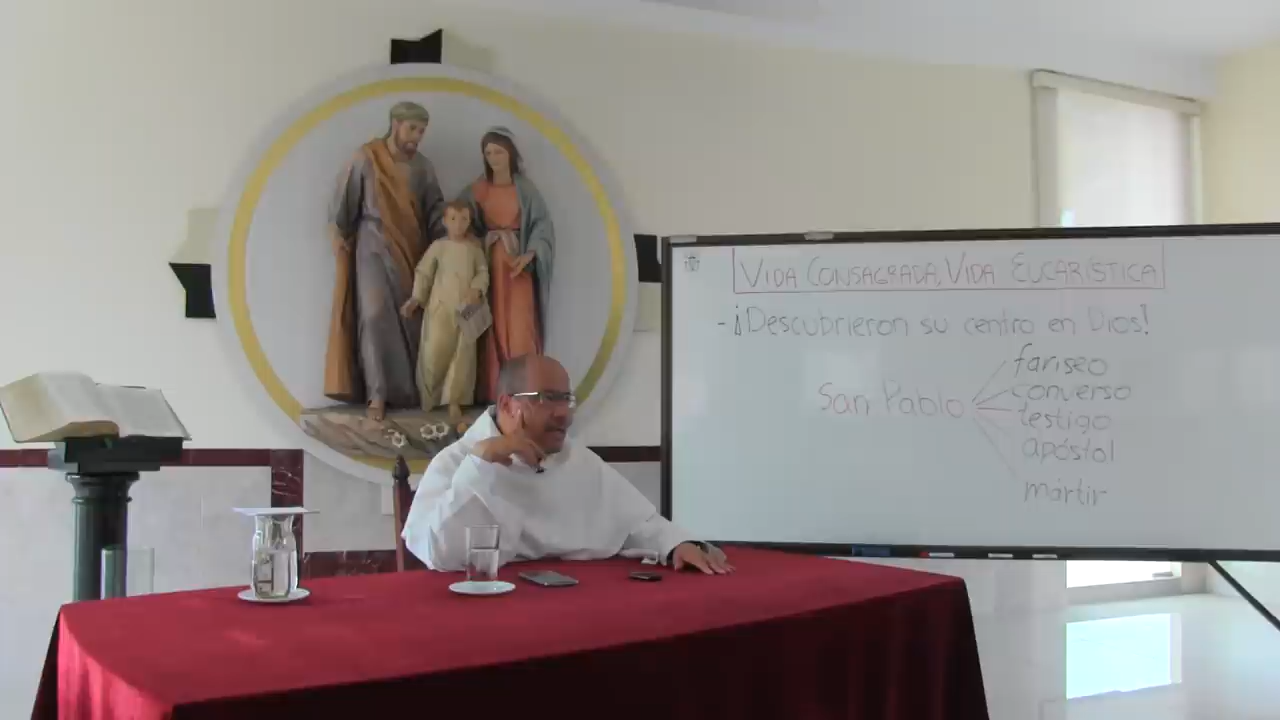 VIDA CONSAGRADA, VIDA EUCARÍSTICA
- ¡Descubrieron su centro en Dios!
fariseo
San Pablo converso
testigo
apóstol
mártir